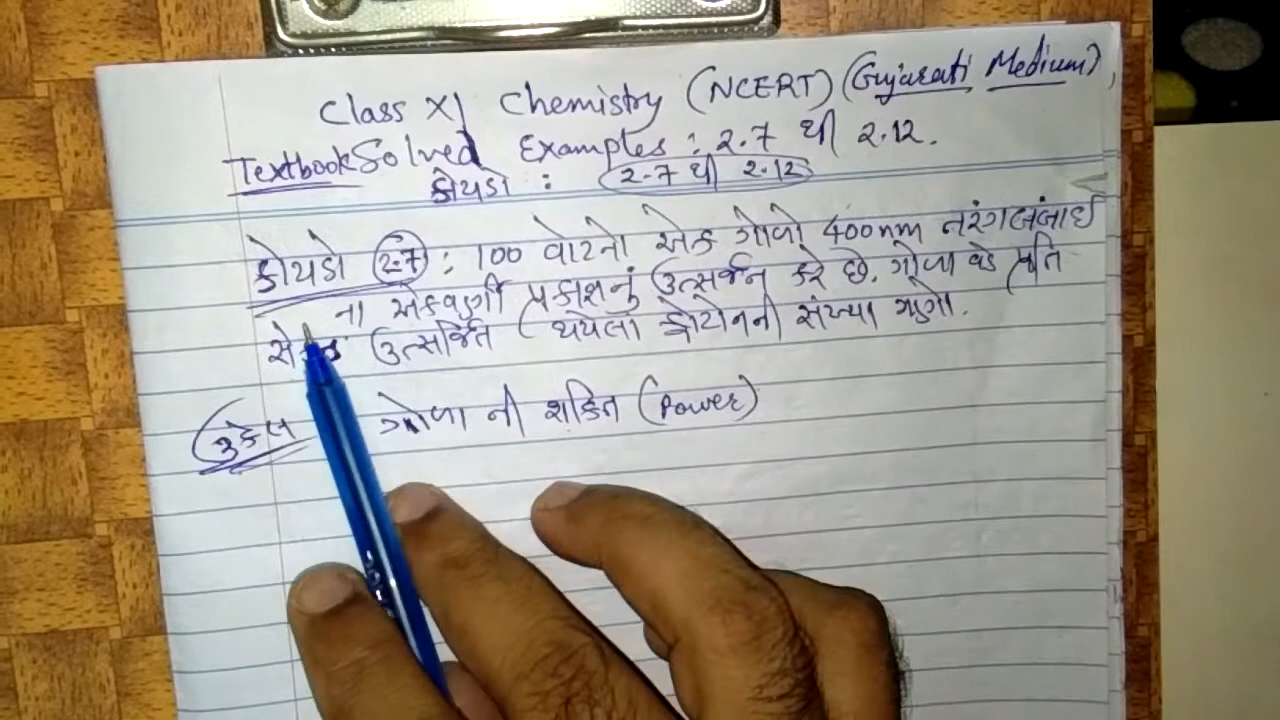 Class XI Chemistry (NCERT) (Gujarati Medium)
Textbook Solved Examples : 2.7 થી 2.12.
કોયડો : 2.7 થી 2.12
કોયડો 2.7 : 100 વોટનો એક ગોળો 400nm તરંગલંબાઈ
ના એકવર્ણી પ્રકાશનું ઉત્સર્જન કરે છે. ગોળા વડે પ્રતિ
ઉત્સર્જિત થયેલા ફોટોનની સંખ્યા ગણો.
ઉકેલ ગોળા ની શક્તિ (Power)